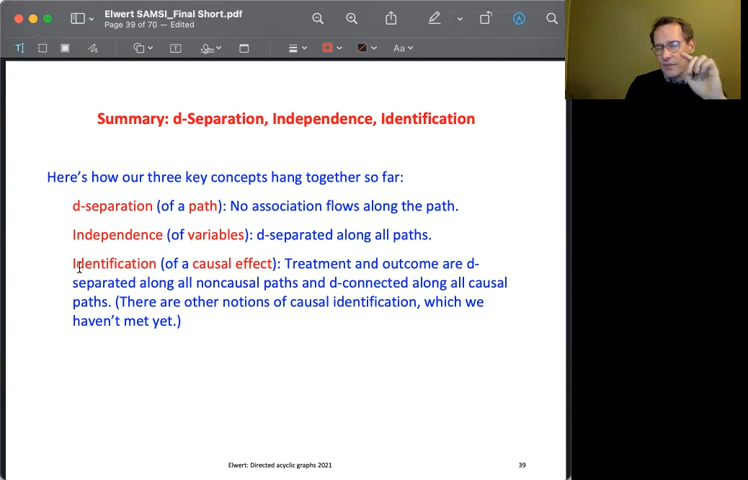 Elwert SAMSI_Final Short.pdf
Page 39 of 70 — Edited
Aa
Summary: d-Separation, Independence, Identification
Here’s how our three key concepts hang together so far:
d-separation (of a path): No association flows along the path.
Independence (of variables): d-separated along all paths.
Identification (of a causal effect): Treatment and outcome are d-
separated along all noncausal paths and d-connected along all causal
paths. (There are other notions of causal identification, which we
haven’t met yet.)
Elwert: Directed acyclic graphs 2021
39